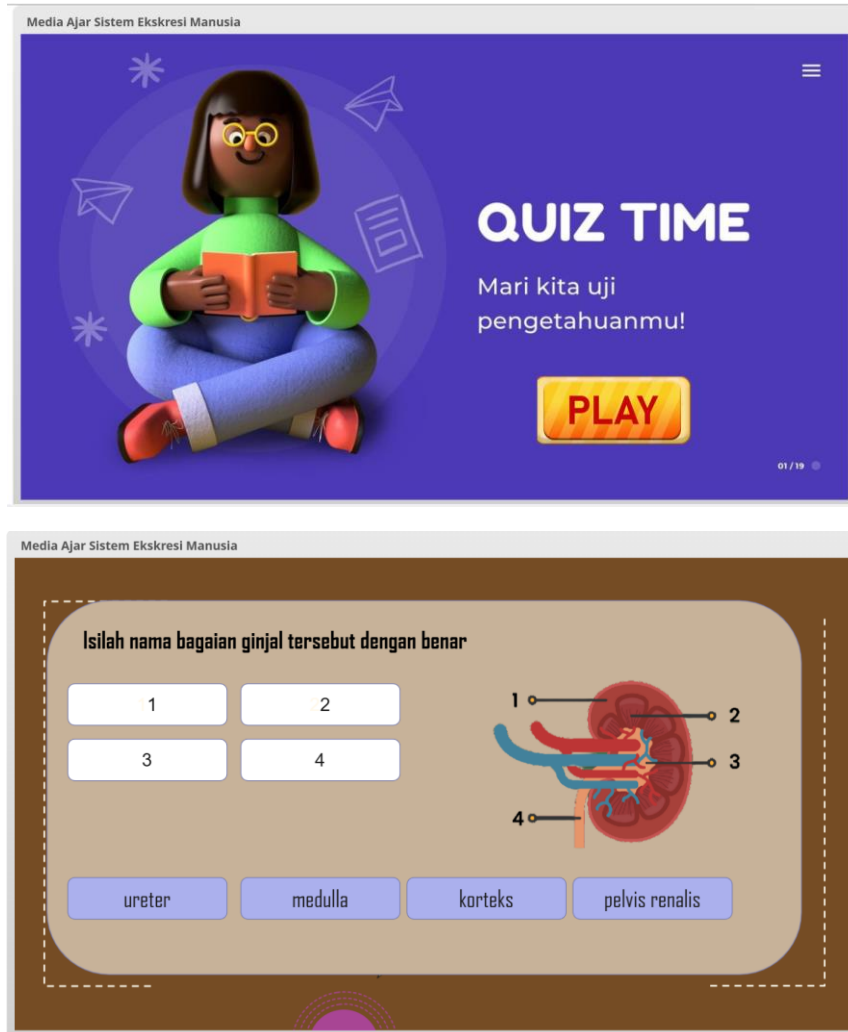 Media Ajar Sistem Ekskresi Manusia
QUIZ TIME
Mari kita uji
pengetahuanmu!
PLAY
01 / 19
Media Ajar Sistem Ekskresi Manusia
Isilah nama bagaian ginjal tersebut dengan benar
1 2
3 4
1
2
3
4
ureter medulla korteks pelvis renalis